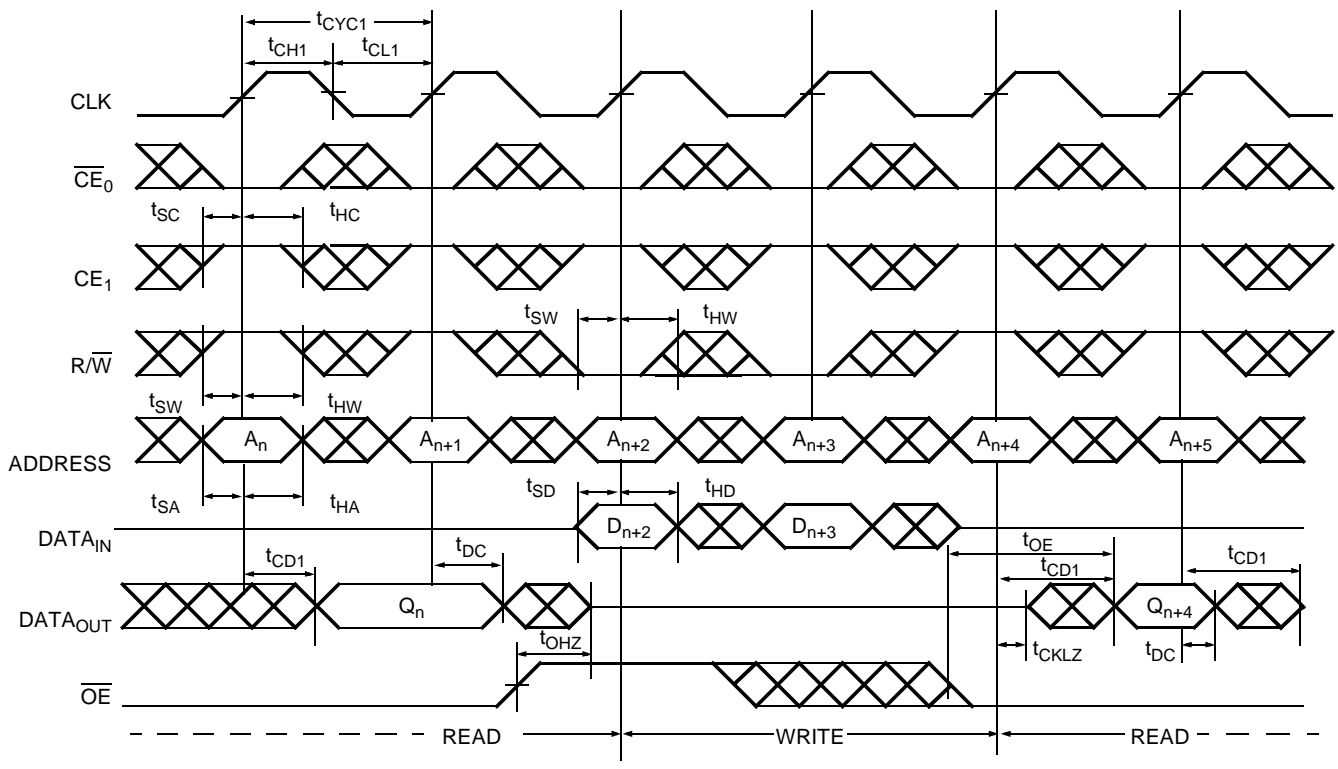 tCYC1
tCH1 tCL1
CLK
CE0
tSC tHC
CE1
tSW tHW
R/W
tSW tHW
An An+1 An+2 An+3 An+4 An+5
ADDRESS
tSA tHA tSD tHD
DATAIN Dn+2 Dn+3
tOE
tCD1 tDC tCD1 tCD1
DATAOUT Qn Qn+4
tOHZ tCKLZ tDC
OE
READ WRITE READ